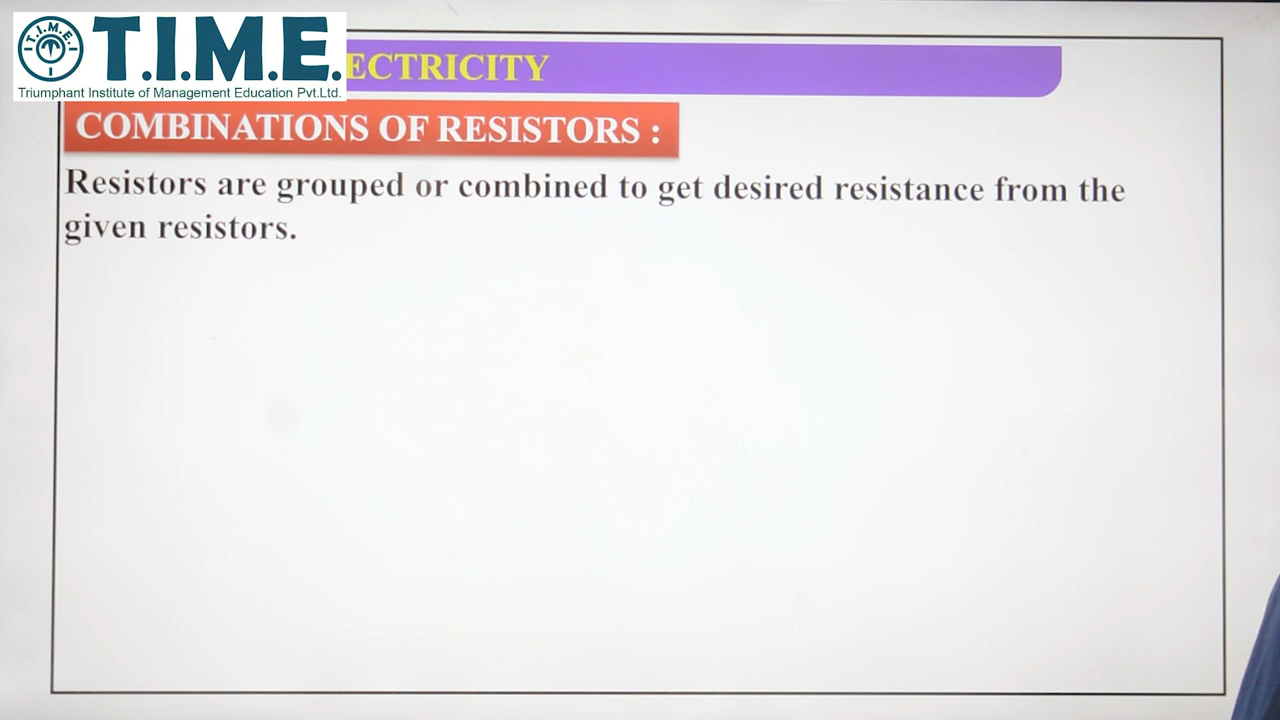 T.I.M.E.
T.I.M.E.
Triumphant Institute of Management Education Pvt.Ltd.
ECTRICITY
COMBINATIONS OF RESISTORS :
Resistors are grouped or combined to get desired resistance from the
given resistors.